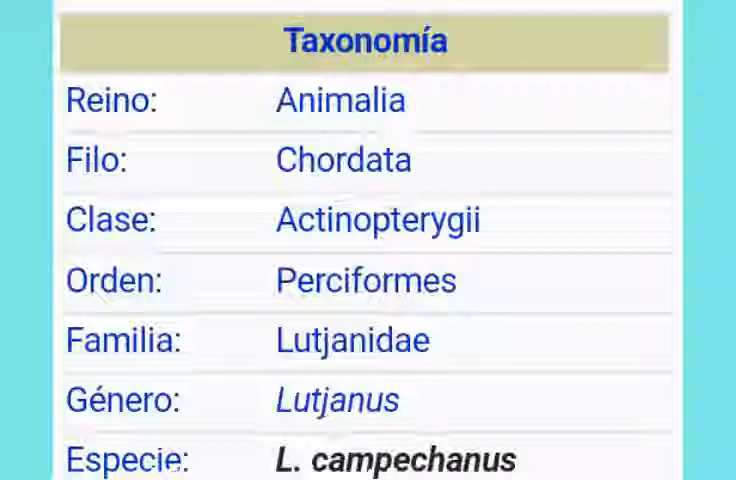 Taxonomía
Reino: Animalia
Filo: Chordata
Clase: Actinopterygii
Orden: Perciformes
Familia: Lutjanidae
Género: Lutjanus
Especie: L. campechanus